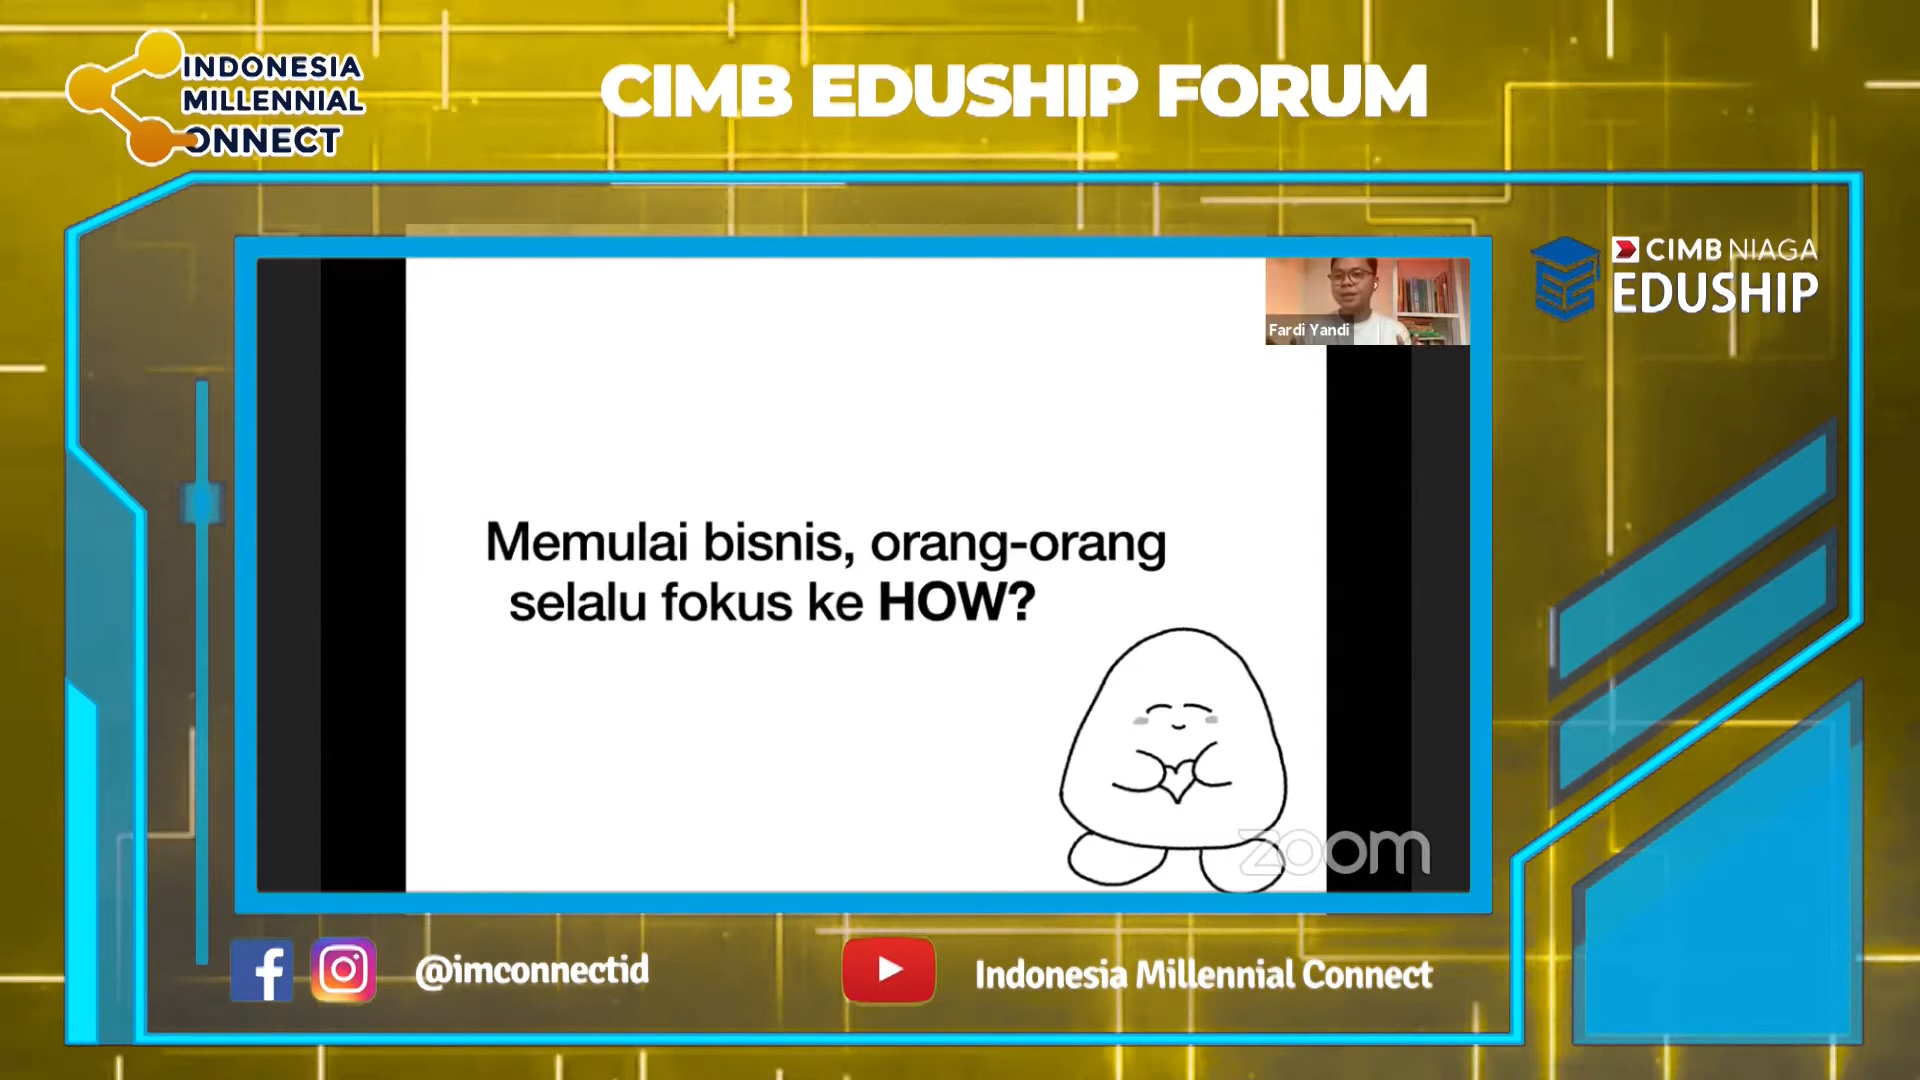 INDONESIA
MILLENNIAL
CONNECT
CIMB EDUSHIP FORUM
CIMB NIAGA
EDUSHIP
Fardi Yandi
Memulai bisnis, orang-orang
selalu fokus ke HOW?
zoom
@imconnectid
Indonesia Millennial Connect